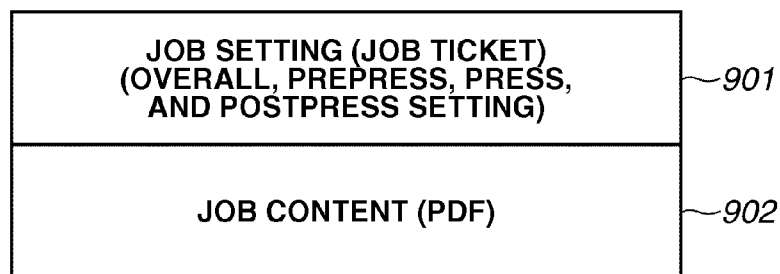 JOB SETTING (JOB TICKET)
(OVERALL, PREPRESS, PRESS,
AND POSTPRESS SETTING)
901
JOB CONTENT (PDF)
902